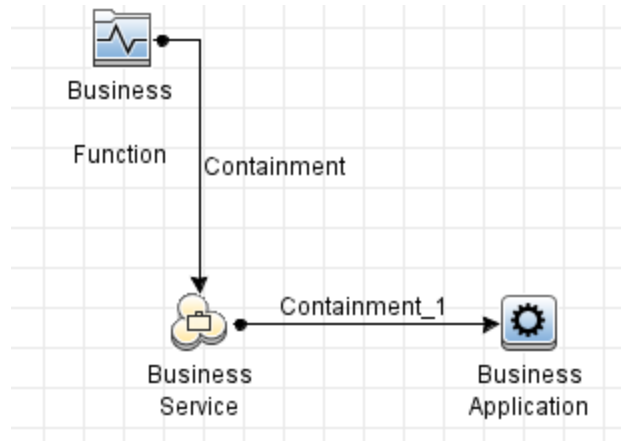 Business
Function
Containment
Containment_1
Business
Service
Business
Application